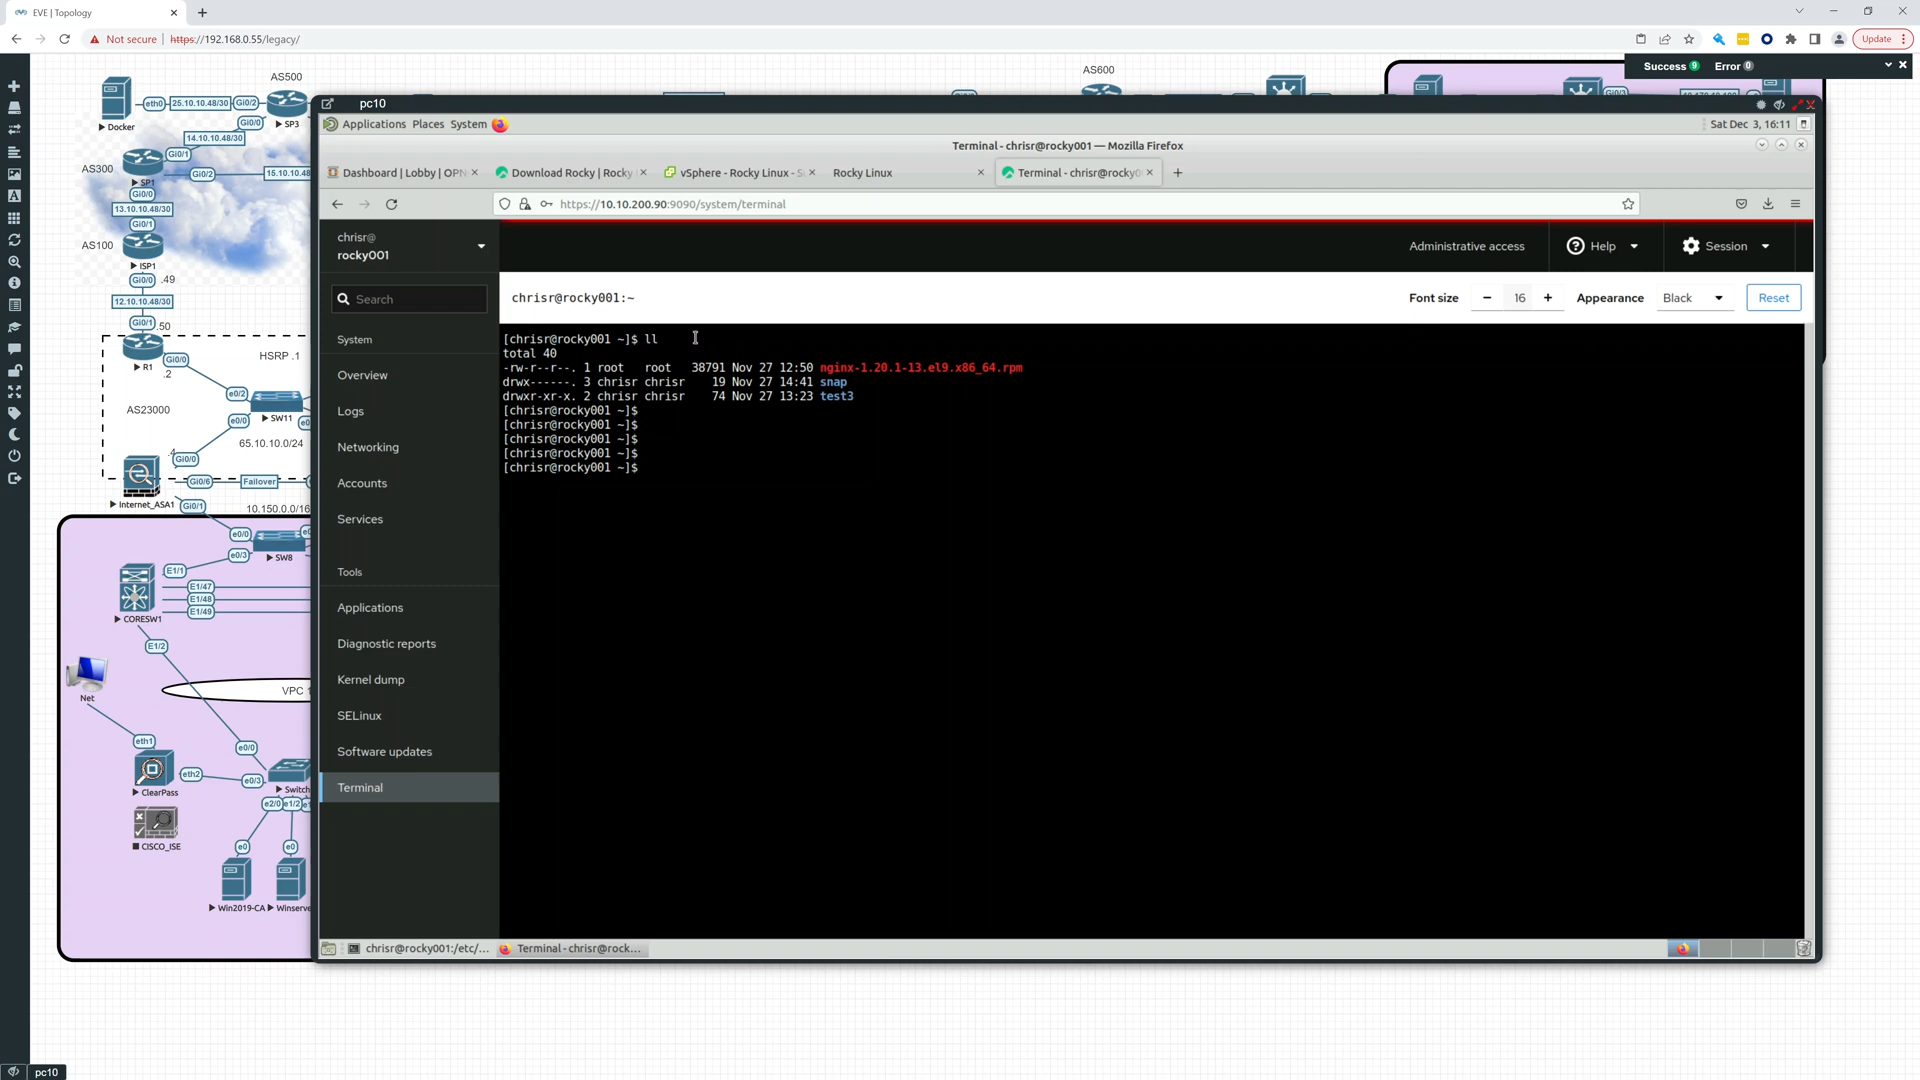 EVE | Topology
Not secure https://192.168.0.55/legacy/
Update
Success 9 Error 0
AS500
AS600
Docker
eth0
25.10.10.48/30
Gi0/2
SP3
Gi0/0
14.10.10.48/30
AS300
Gi0/1
Gi0/2
15.10.10.48
SP1
Gi0/0
13.10.10.48/30
Gi0/1
AS100
ISP1
Gi0/0 .49
12.10.10.48/30
Gi0/1 .50
R1
Gi0/0
.2
HSRP .1
e0/2
AS23000
SW11
e0/0
65.10.10.0/24
.4
Gi0/0
Gi0/6
Failover
Internet_ASA1
Gi0/1
10.150.0.0/16
e0/0
e0/3
SW8
E1/1
E1/47
E1/48
E1/49
CORESW1
E1/2
Net
VPC 1
eth1
e0/0
eth2
e0/3
ClearPass
Switch
e2/0 e1/2
CISCO_ISE
e0
e0
Win2019-CA
Winserve
pc10
Applications Places System
Sat Dec 3, 16:11
Terminal - chrisr@rocky001 — Mozilla Firefox
Dashboard | Lobby | OPN
Download Rocky | Rocky
vSphere - Rocky Linux - S
Rocky Linux
Terminal - chrisr@rocky0
https://10.10.200.90:9090/system/terminal
chrisr@
rocky001
Administrative access
Help
Session
Search
System
Overview
Logs
Networking
Accounts
Services
Tools
Applications
Diagnostic reports
Kernel dump
SELinux
Software updates
Terminal
chrisr@rocky001:~
Font size - 16 + Appearance Black Reset
[chrisr@rocky001 ~]$ ll
total 40
-rw-r--r--. 1 root   root   38791 Nov 27 12:50 nginx-1.20.1-13.el9.x86_64.rpm
drwx------. 3 chrisr chrisr    19 Nov 27 14:41 snap
drwxr-xr-x. 2 chrisr chrisr    74 Nov 27 13:23 test3
[chrisr@rocky001 ~]$
[chrisr@rocky001 ~]$
[chrisr@rocky001 ~]$
[chrisr@rocky001 ~]$
[chrisr@rocky001 ~]$
chrisr@rocky001:/etc/...
Terminal - chrisr@rock...
pc10